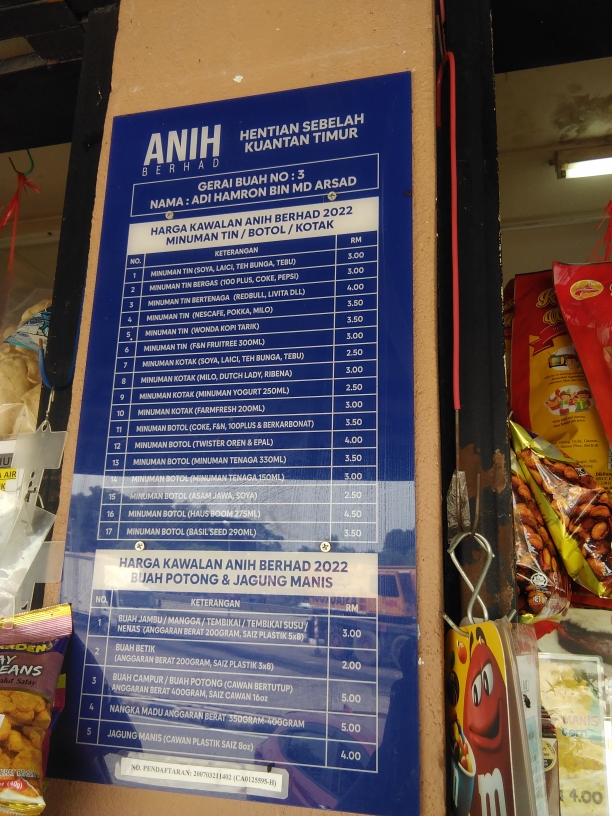 ANIH
BERHAD
HENTIAN SEBELAH
KUANTAN TIMUR
GERAI BUAH NO : 3
NAMA : ADI HAMRON BIN MD ARSAD
HARGA KAWALAN ANIH BERHAD 2022
MINUMAN TIN / BOTOL / KOTAK
NO. KETERANGAN RM
1 MINUMAN TIN (SOYA, LAICI, TEH BUNGA, TEBU) 3.00
2 MINUMAN TIN BERGAS (100 PLUS, COKE, PEPSI) 3.00
3 MINUMAN TIN BERTENAGA (REDBULL, LIVITA DLL) 4.00
4 MINUMAN TIN (NESCAFE, POKKA, MILO) 3.50
5 MINUMAN TIN (WONDA KOPI TARIK) 3.50
6 MINUMAN TIN (F&N FRUITREE 300ML) 3.00
7 MINUMAN KOTAK (SOYA, LAICI, TEH BUNGA, TEBU) 2.50
8 MINUMAN KOTAK (MILO, DUTCH LADY, RIBENA) 3.00
9 MINUMAN KOTAK (MINUMAN YOGURT 250ML) 2.50
10 MINUMAN KOTAK (FARMFRESH 200ML) 3.00
11 MINUMAN BOTOL (COKE, F&N, 100PLUS & BERKARBONAT) 3.50
12 MINUMAN BOTOL (TWISTER OREN & EPAL) 4.00
13 MINUMAN BOTOL (MINUMAN TENAGA 330ML) 3.50
14 MINUMAN BOTOL (MINUMAN TENAGA 150ML) 3.00
15 MINUMAN BOTOL (ASAM JAWA, SOYA) 2.50
16 MINUMAN BOTOL (HAUS BOOM 275ML) 4.50
17 MINUMAN BOTOL (BASIL SEED 290ML) 3.50
HARGA KAWALAN ANIH BERHAD 2022
BUAH POTONG & JAGUNG MANIS
NO. KETERANGAN RM
1 BUAH JAMBU / MANGGA / TEMBIKAI / TEMBIKAI SUSU/
NENAS (ANGGARAN BERAT 200GRAM, SAIZ PLASTIK 5x8) 3.00
2 BUAH BETIK
(ANGGARAN BERAT 200GRAM, SAIZ PLASTIK 3x8) 2.00
3 BUAH CAMPUR / BUAH POTONG (CAWAN BERTUTUP)
ANGGARAN BERAT 400GRAM, SAIZ CAWAN 16oz 5.00
4 NANGKA MADU ANGGARAN BERAT 350GRAM-400GRAM 5.00
5 JAGUNG MANIS (CAWAN PLASTIK SAIZ 8oz) 4.00
NO. PENDAFTARAN: 200703211402 (CA0125595-H)
EANS
m
4.00